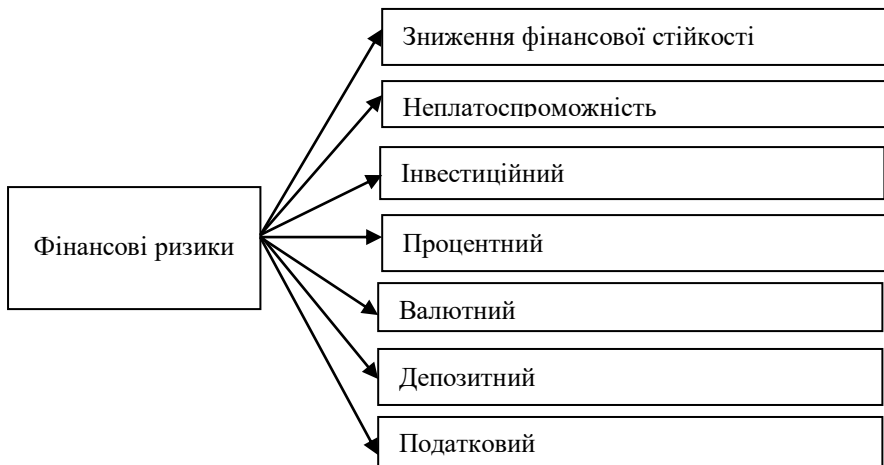 Зниження фінансової стійкості
Неплатоспроможність
Інвестиційний
Фінансові ризики
Процентний
Валютний
Депозитний
Податковий